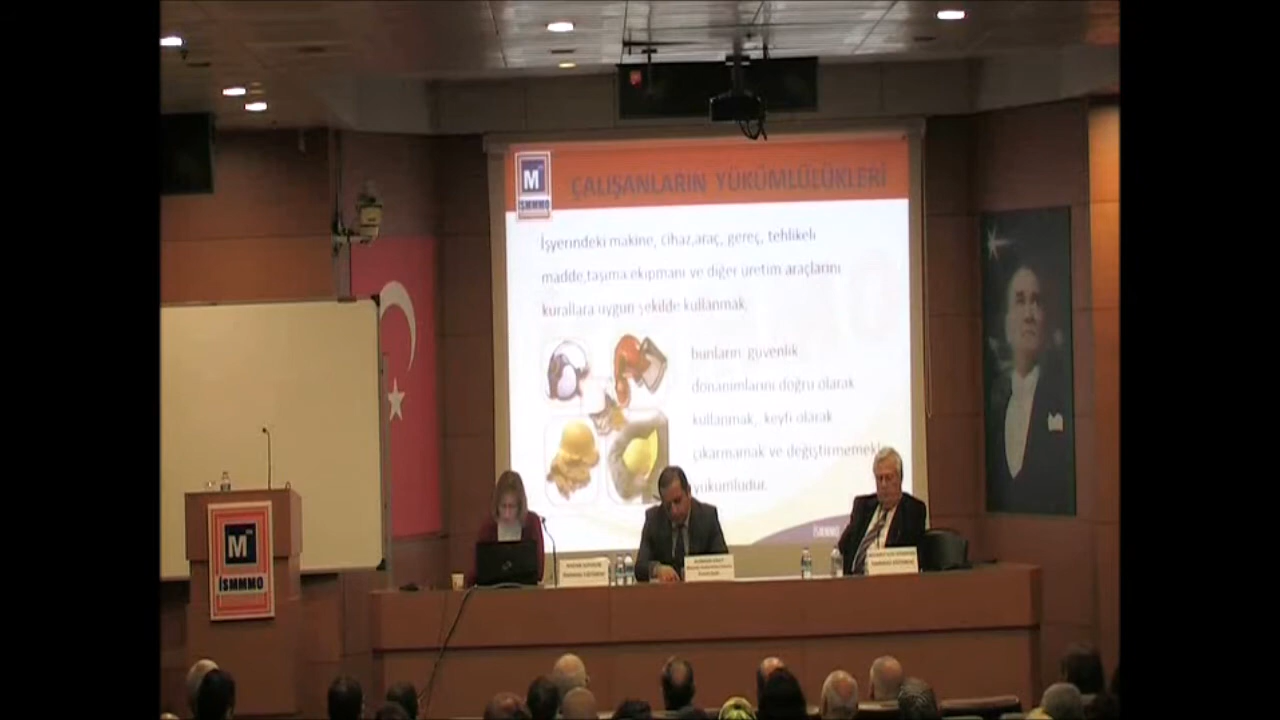 M
İSMMMO
ÇALIŞANLARIN YÜKÜMLÜLÜKLERİ
İşyerindeki makine, cihaz,araç, gereç, tehlikeli
madde,taşıma ekipmanı ve diğer üretim araçlarını
kurallara uygun şekilde kullanmak,
bunların güvenlik
donanımlarını doğru olarak
kullanmak, keyfi olarak
çıkarmamak ve değiştirmemekle
yükümlüdür.
İSMMMO
M
İSMMMO